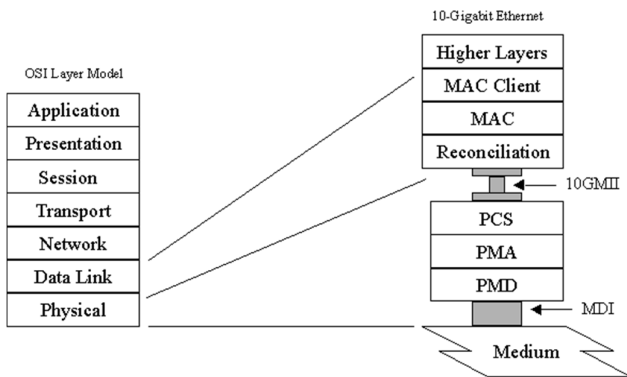 10-Gigabit Ethernet
OSI Layer Model
Application
Presentation
Session
Transport
Network
Data Link
Physical
Higher Layers
MAC Client
MAC
Reconciliation
10GMII
PCS
PMA
PMD
MDI
Medium